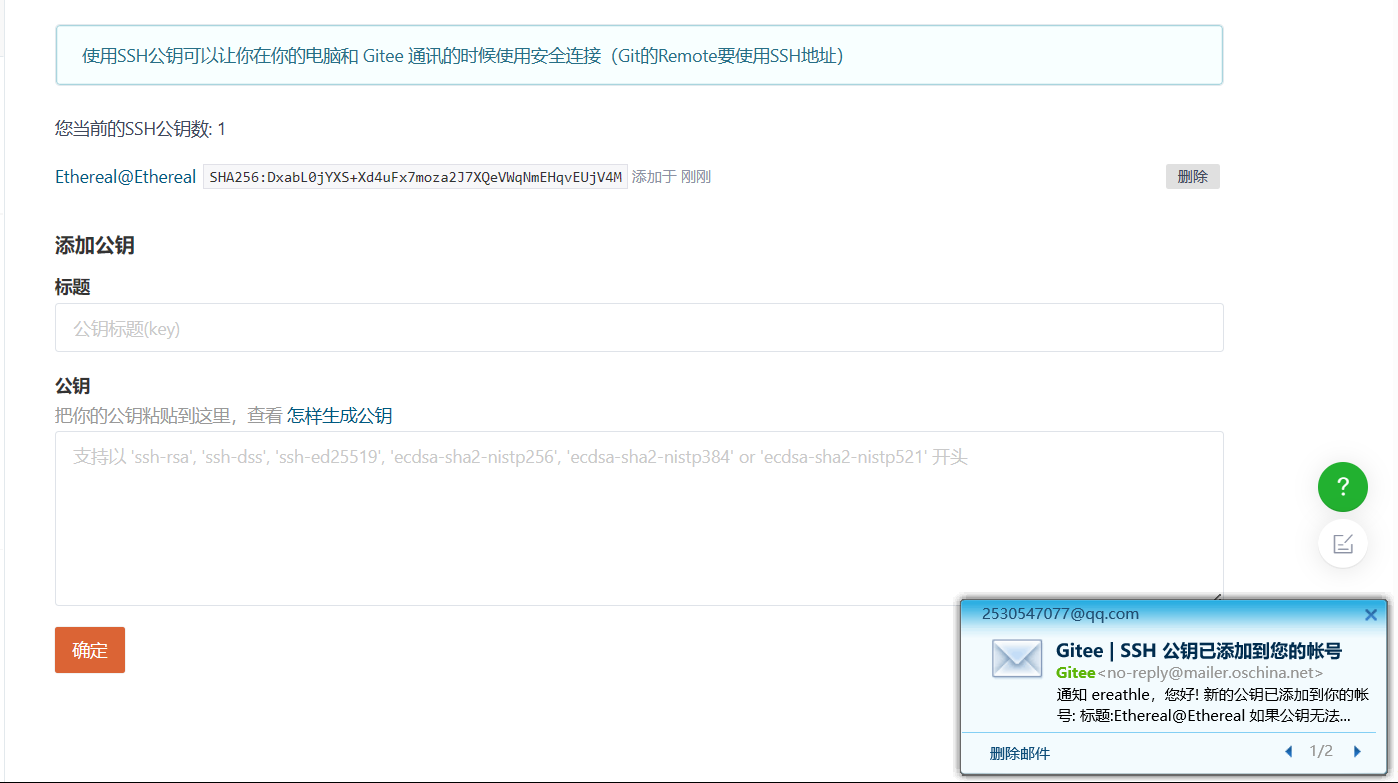 使用SSH公钥可以让你在你的电脑和 Gitee 通讯的时候使用安全连接（Git的Remote要使用SSH地址）
您当前的SSH公钥数: 1
Ethereal@Ethereal SHA256:DxabL0jYXS+Xd4uFx7moza2J7XQeVWqNmEHqvEUjV4M 添加于 刚刚 删除
添加公钥
标题
公钥标题(key)
公钥
把你的公钥粘贴到这里，查看 怎样生成公钥
支持以 'ssh-rsa', 'ssh-dss', 'ssh-ed25519', 'ecdsa-sha2-nistp256', 'ecdsa-sha2-nistp384' or 'ecdsa-sha2-nistp521' 开头
?
确定
2530547077@qq.com
Gitee | SSH 公钥已添加到您的帐号
Gitee<no-reply@mailer.oschina.net>
通知 ereathle，您好! 新的公钥已添加到你的帐
号: 标题:Ethereal@Ethereal 如果公钥无法...
删除邮件 1/2